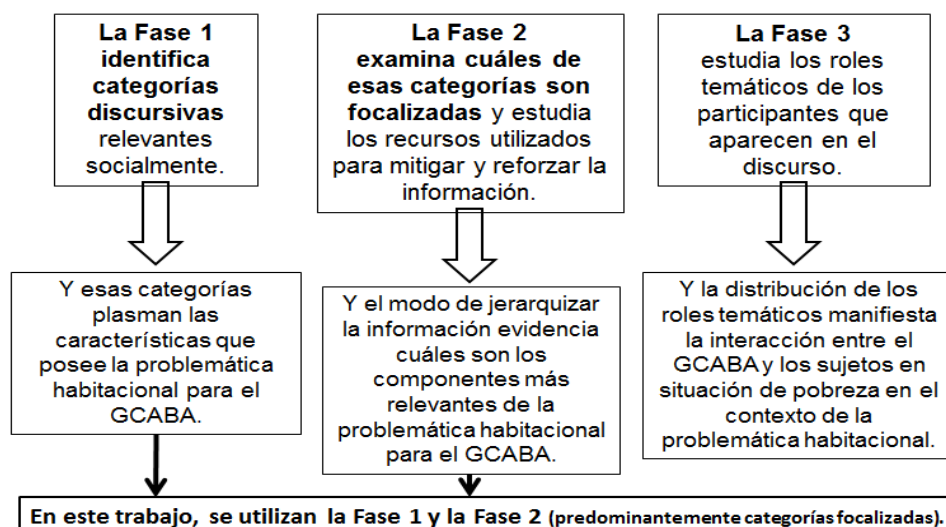 La Fase 1
identifica
categorías
discursivas
relevantes
socialmente.
La Fase 2
examina cuáles de
esas categorías son
focalizadas y estudia
los recursos utilizados
para mitigar y reforzar la
información.
La Fase 3
estudia los roles
temáticos de los
participantes que
aparecen en el
discurso.
Y esas categorías
plasman las
características que
posee la problemática
habitacional para el
GCABA.
Y el modo de jerarquizar
la información evidencia
cuáles son los
componentes más
relevantes de la
problemática habitacional
para el GCABA.
Y la distribución de los
roles temáticos manifiesta
la interacción entre el
GCABA y los sujetos en
situación de pobreza en el
contexto de la
problemática habitacional.
En este trabajo, se utilizan la Fase 1 y la Fase 2 (predominantemente categorías focalizadas).